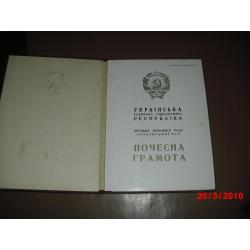 УКРАЇНСЬКА
РАДЯНСЬКА СОЦІАЛІСТИЧНА
РЕСПУБЛІКА
ПРЕЗИДІЯ ВЕРХОВНОЇ РАДИ
УКРАЇНСЬКОЇ РСР
ПОЧЕСНА
ГРАМОТА
20/3/2010